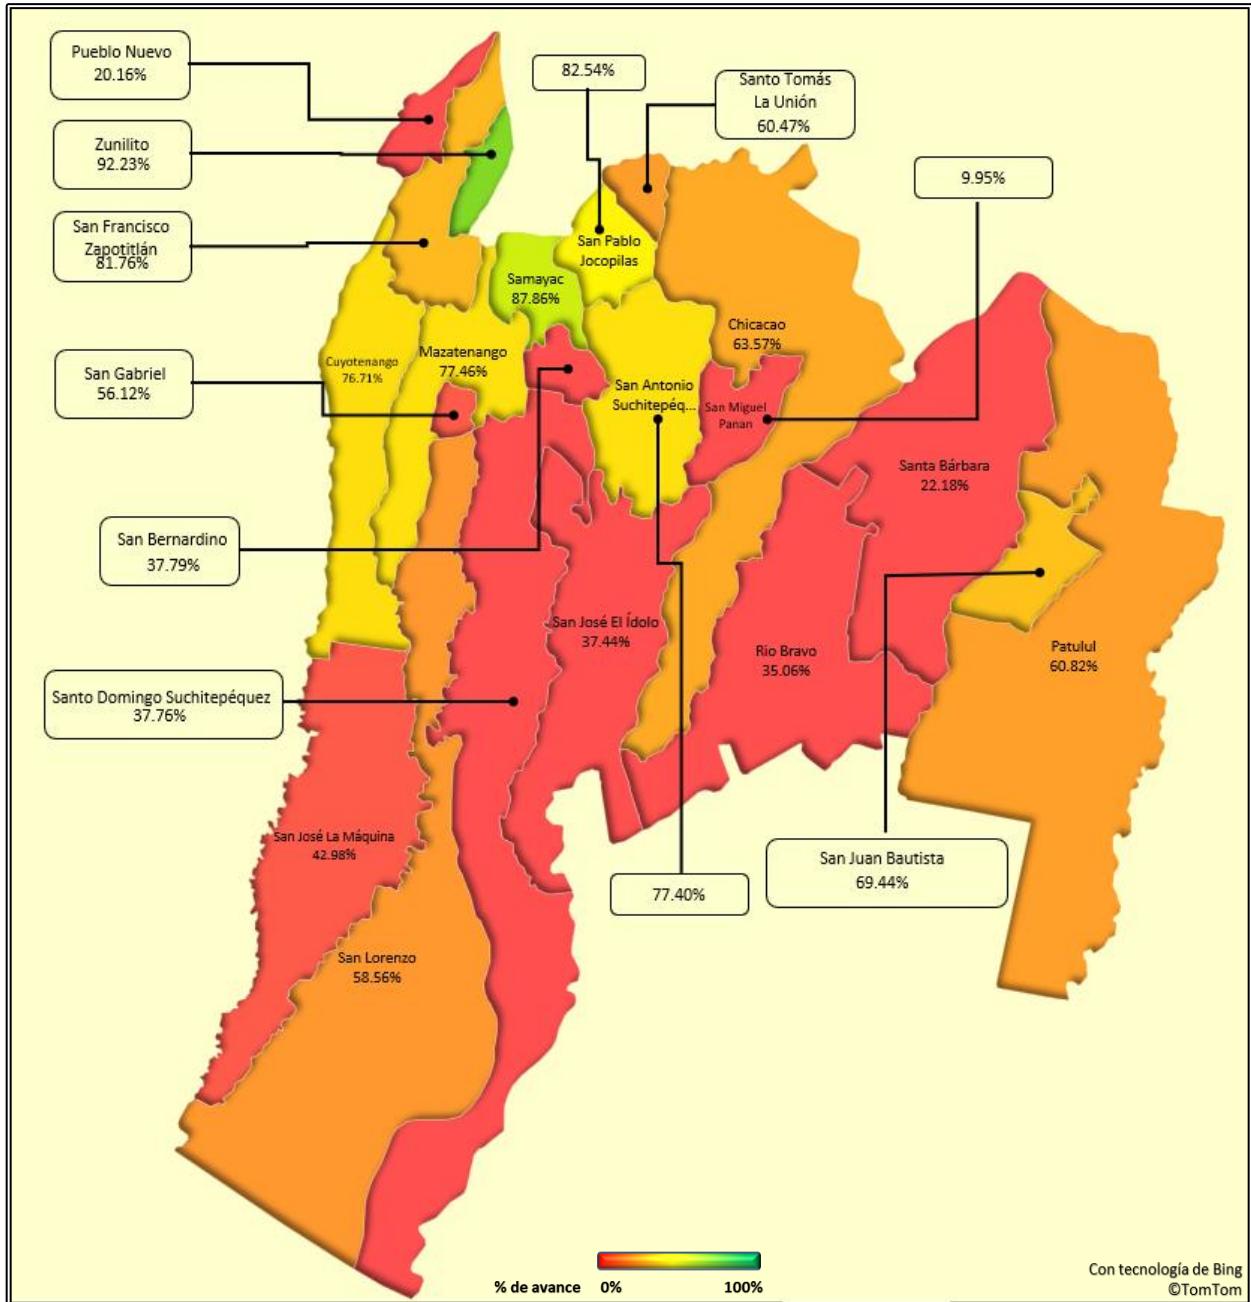 Pueblo Nuevo
20.16%
82.54%
Santo Tomás
La Unión
60.47%
Zunilito
92.23%
9.95%
San Francisco
Zapotitlán
81.76%
San Pablo
Jocopilas
Samayac
87.86%
Chicacao
63.57%
Cuyotenango
76.71%
Mazatenango
77.46%
San Gabriel
56.12%
San Antonio
Suchitepéq...
San Miguel
Panan
Santa Bárbara
22.18%
San Bernardino
37.79%
San José El Ídolo
37.44%
Rio Bravo
35.06%
Patulul
60.82%
Santo Domingo Suchitepéquez
37.76%
San José La Máquina
42.98%
San Juan Bautista
69.44%
77.40%
San Lorenzo
58.56%
% de avance 0% 100%
Con tecnología de Bing
©TomTom